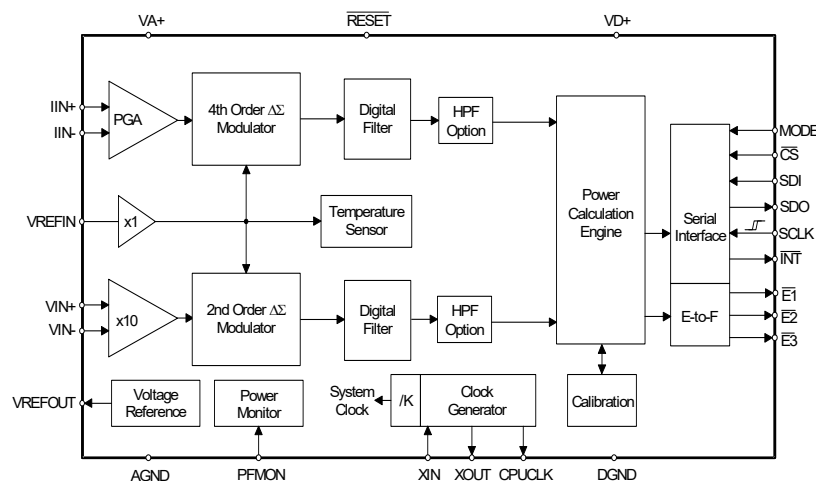 VA+
RESET
VD+
IIN+
IIN-
PGA
4th Order ΔΣ
Modulator
Digital
Filter
HPF
Option
VREFIN
x1
Temperature
Sensor
Power
Calculation
Engine
Serial
Interface
MODE
CS
SDI
SDO
SCLK
INT
VIN+
VIN-
x10
2nd Order ΔΣ
Modulator
Digital
Filter
HPF
Option
E-to-F
E1
E2
E3
VREFOUT
Voltage
Reference
Power
Monitor
System
Clock
/K
Clock
Generator
Calibration
AGND
PFMON
XIN
XOUT
CPUCLK
DGND